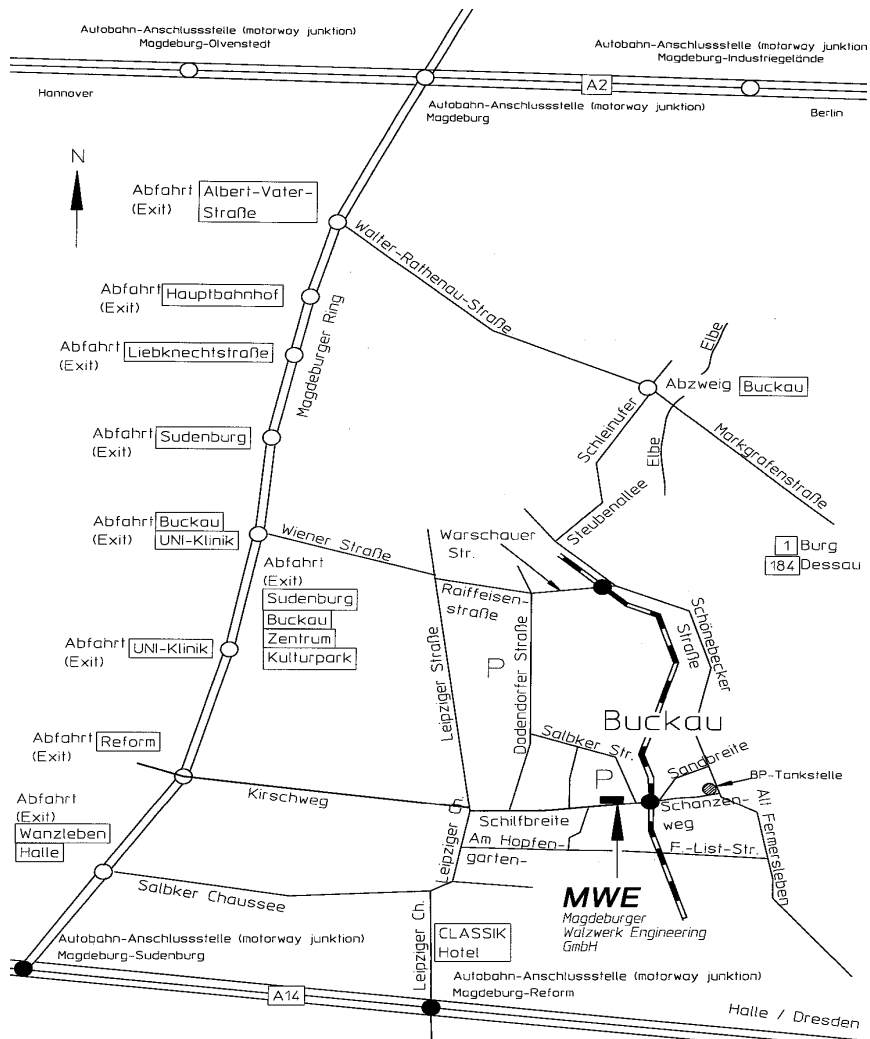 Autobahn-Anschlussstelle (motorway junktion)
Magdeburg-Olvenstedt
Autobahn-Anschlussstelle (motorway junktion
Magdeburg-Industriegelände
A2
Hannover
Autobahn-Anschlussstelle (motorway junktion)
Magdeburg
Berlin
N
Abfahrt
(Exit)
Albert-Vater-
Straße
Walter-Rathenau-Straße
Abfahrt
(Exit)
Hauptbahnhof
Magdeburger Ring
Abfahrt
(Exit)
Liebknechtstraße
Elbe
Abzweig Buckau
Schleinufer
Elbe
Markgrafenstraße
Abfahrt
(Exit)
Sudenburg
Steubenallee
Abfahrt
(Exit)
Buckau
UNI-Klinik
Wiener Straße
Warschauer
Str.
1 Burg
184 Dessau
Abfahrt
(Exit)
Sudenburg
Buckau
Zentrum
Kulturpark
Raiffeisen-
straße
Schönebecker
Straße
Abfahrt
(Exit)
UNI-Klinik
Leipziger Straße
P
Dodendorfer Straße
Buckau
Salbker Str.
Abfahrt
(Exit)
Reform
Sandbreite
BP-Tankstelle
P
Kirschweg
Schanzen-
weg
Alt Fermersleben
Abfahrt
(Exit)
Wanzleben
Halle
Leipziger Ch.
Schilfbreite
Am Hopfen-
garten-
F.-List-Str.
Salbker Chaussee
MWE
Magdeburger
Walzwerk Engineering
GmbH
Leipziger Ch.
CLASSIK
Hotel
Autobahn-Anschlussstelle (motorway junktion)
Magdeburg-Sudenburg
Autobahn-Anschlussstelle (motorway junktion)
Magdeburg-Reform
A14
Halle / Dresden